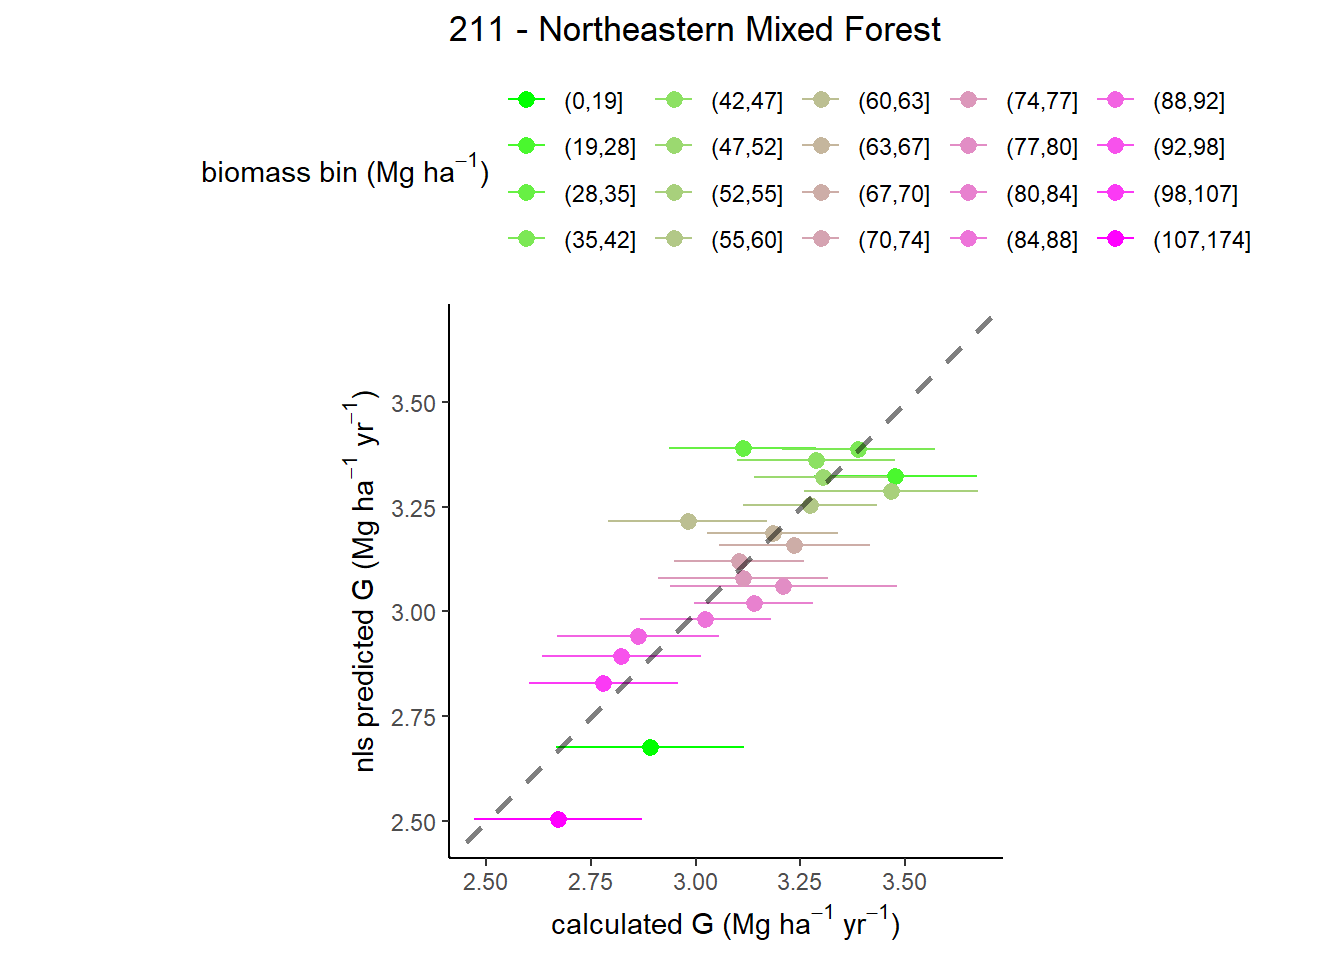 211 - Northeastern Mixed Forest
biomass bin (Mg ha⁻¹)
(0,19] (42,47] (60,63] (74,77] (88,92]
(19,28] (47,52] (63,67] (77,80] (92,98]
(28,35] (52,55] (67,70] (80,84] (98,107]
(35,42] (55,60] (70,74] (84,88] (107,174]
nls predicted G (Mg ha⁻¹ yr⁻¹)
3.50
3.25
3.00
2.75
2.50
2.50 2.75 3.00 3.25 3.50
calculated G (Mg ha⁻¹ yr⁻¹)